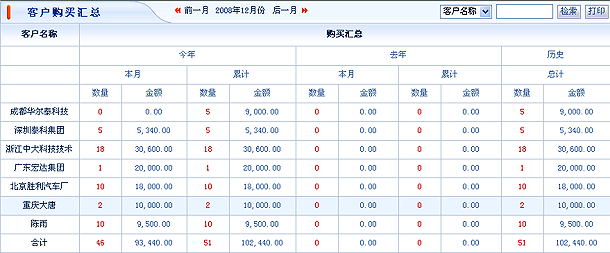 客户购买汇总 前一月 2008年12月份 后一月 客户名称 检索 打印
客户名称 购买汇总
今年 去年 历史
本月 累计 本月 累计 总计
数量 金额 数量 金额 数量 金额 数量 金额 数量 金额
成都华尔泰科技 0 0.00 5 9,000.00 0 0.00 0 0.00 5 9,000.00
深圳泰科集团 5 5,340.00 5 5,340.00 0 0.00 0 0.00 5 5,340.00
浙江中大科技技术 18 30,600.00 18 30,600.00 0 0.00 0 0.00 18 30,600.00
广东宏达集团 1 20,000.00 1 20,000.00 0 0.00 0 0.00 1 20,000.00
北京胜利汽车厂 10 18,000.00 10 18,000.00 0 0.00 0 0.00 10 18,000.00
重庆大唐 2 10,000.00 2 10,000.00 0 0.00 0 0.00 2 10,000.00
陈雨 10 9,500.00 10 9,500.00 0 0.00 0 0.00 10 9,500.00
合计 46 93,440.00 51 102,440.00 0 0.00 0 0.00 51 102,440.00